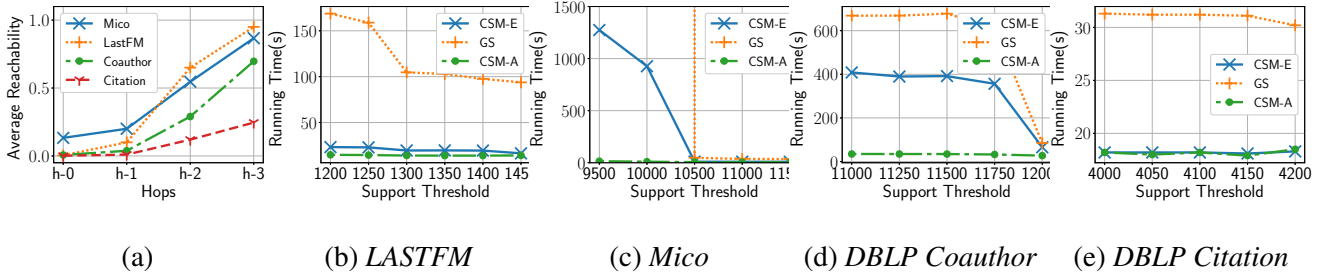 Average Reachability
1.0
0.5
0.0
Mico
LastFM
Coauthor
Citation
h-0 h-1 h-2 h-3
Hops
(a)
Running Time(s)
150
100
50
CSM-E
GS
CSM-A
1200 1250 1300 1350 1400 145
Support Threshold
(b) LASTFM
Running Time(s)
1500
1000
500
0
CSM-E
GS
CSM-A
9500 10000 10500 11000 115
Support Threshold
(c) Mico
Running Time(s)
600
400
200
0
CSM-E
GS
CSM-A
11000 11250 11500 11750 1200
Support Threshold
(d) DBLP Coauthor
Running Time(s)
30
25
20
CSM-E
GS
CSM-A
4000 4050 4100 4150 4200
Support Threshold
(e) DBLP Citation